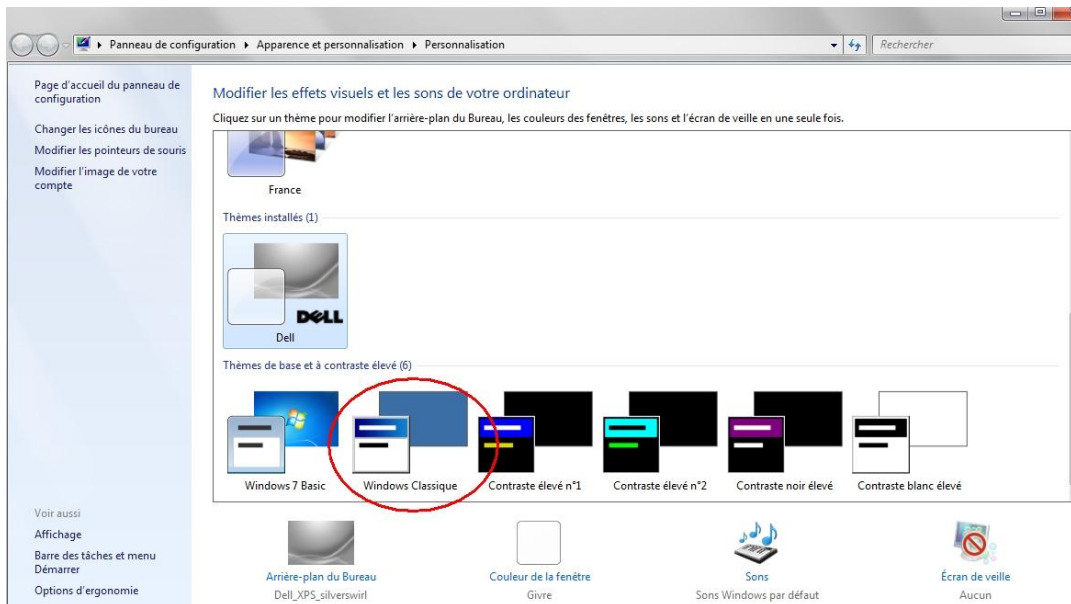 Panneau de configuration ▸ Apparence et personnalisation ▸ Personnalisation
Rechercher
Page d'accueil du panneau de
configuration
Changer les icônes du bureau
Modifier les pointeurs de souris
Modifier l'image de votre
compte
Modifier les effets visuels et les sons de votre ordinateur
Cliquez sur un thème pour modifier l'arrière-plan du Bureau, les couleurs des fenêtres, les sons et l'écran de veille en une seule fois.
France
Thèmes installés (1)
DELL
Dell
Thèmes de base et à contraste élevé (6)
Windows 7 Basic
Windows Classique
Contraste élevé n°1
Contraste élevé n°2
Contraste noir élevé
Contraste blanc élevé
Voir aussi
Affichage
Barre des tâches et menu
Démarrer
Options d'ergonomie
Arrière-plan du Bureau
Dell_XPS_silverswirl
Couleur de la fenêtre
Givre
Sons
Sons Windows par défaut
Écran de veille
Aucun